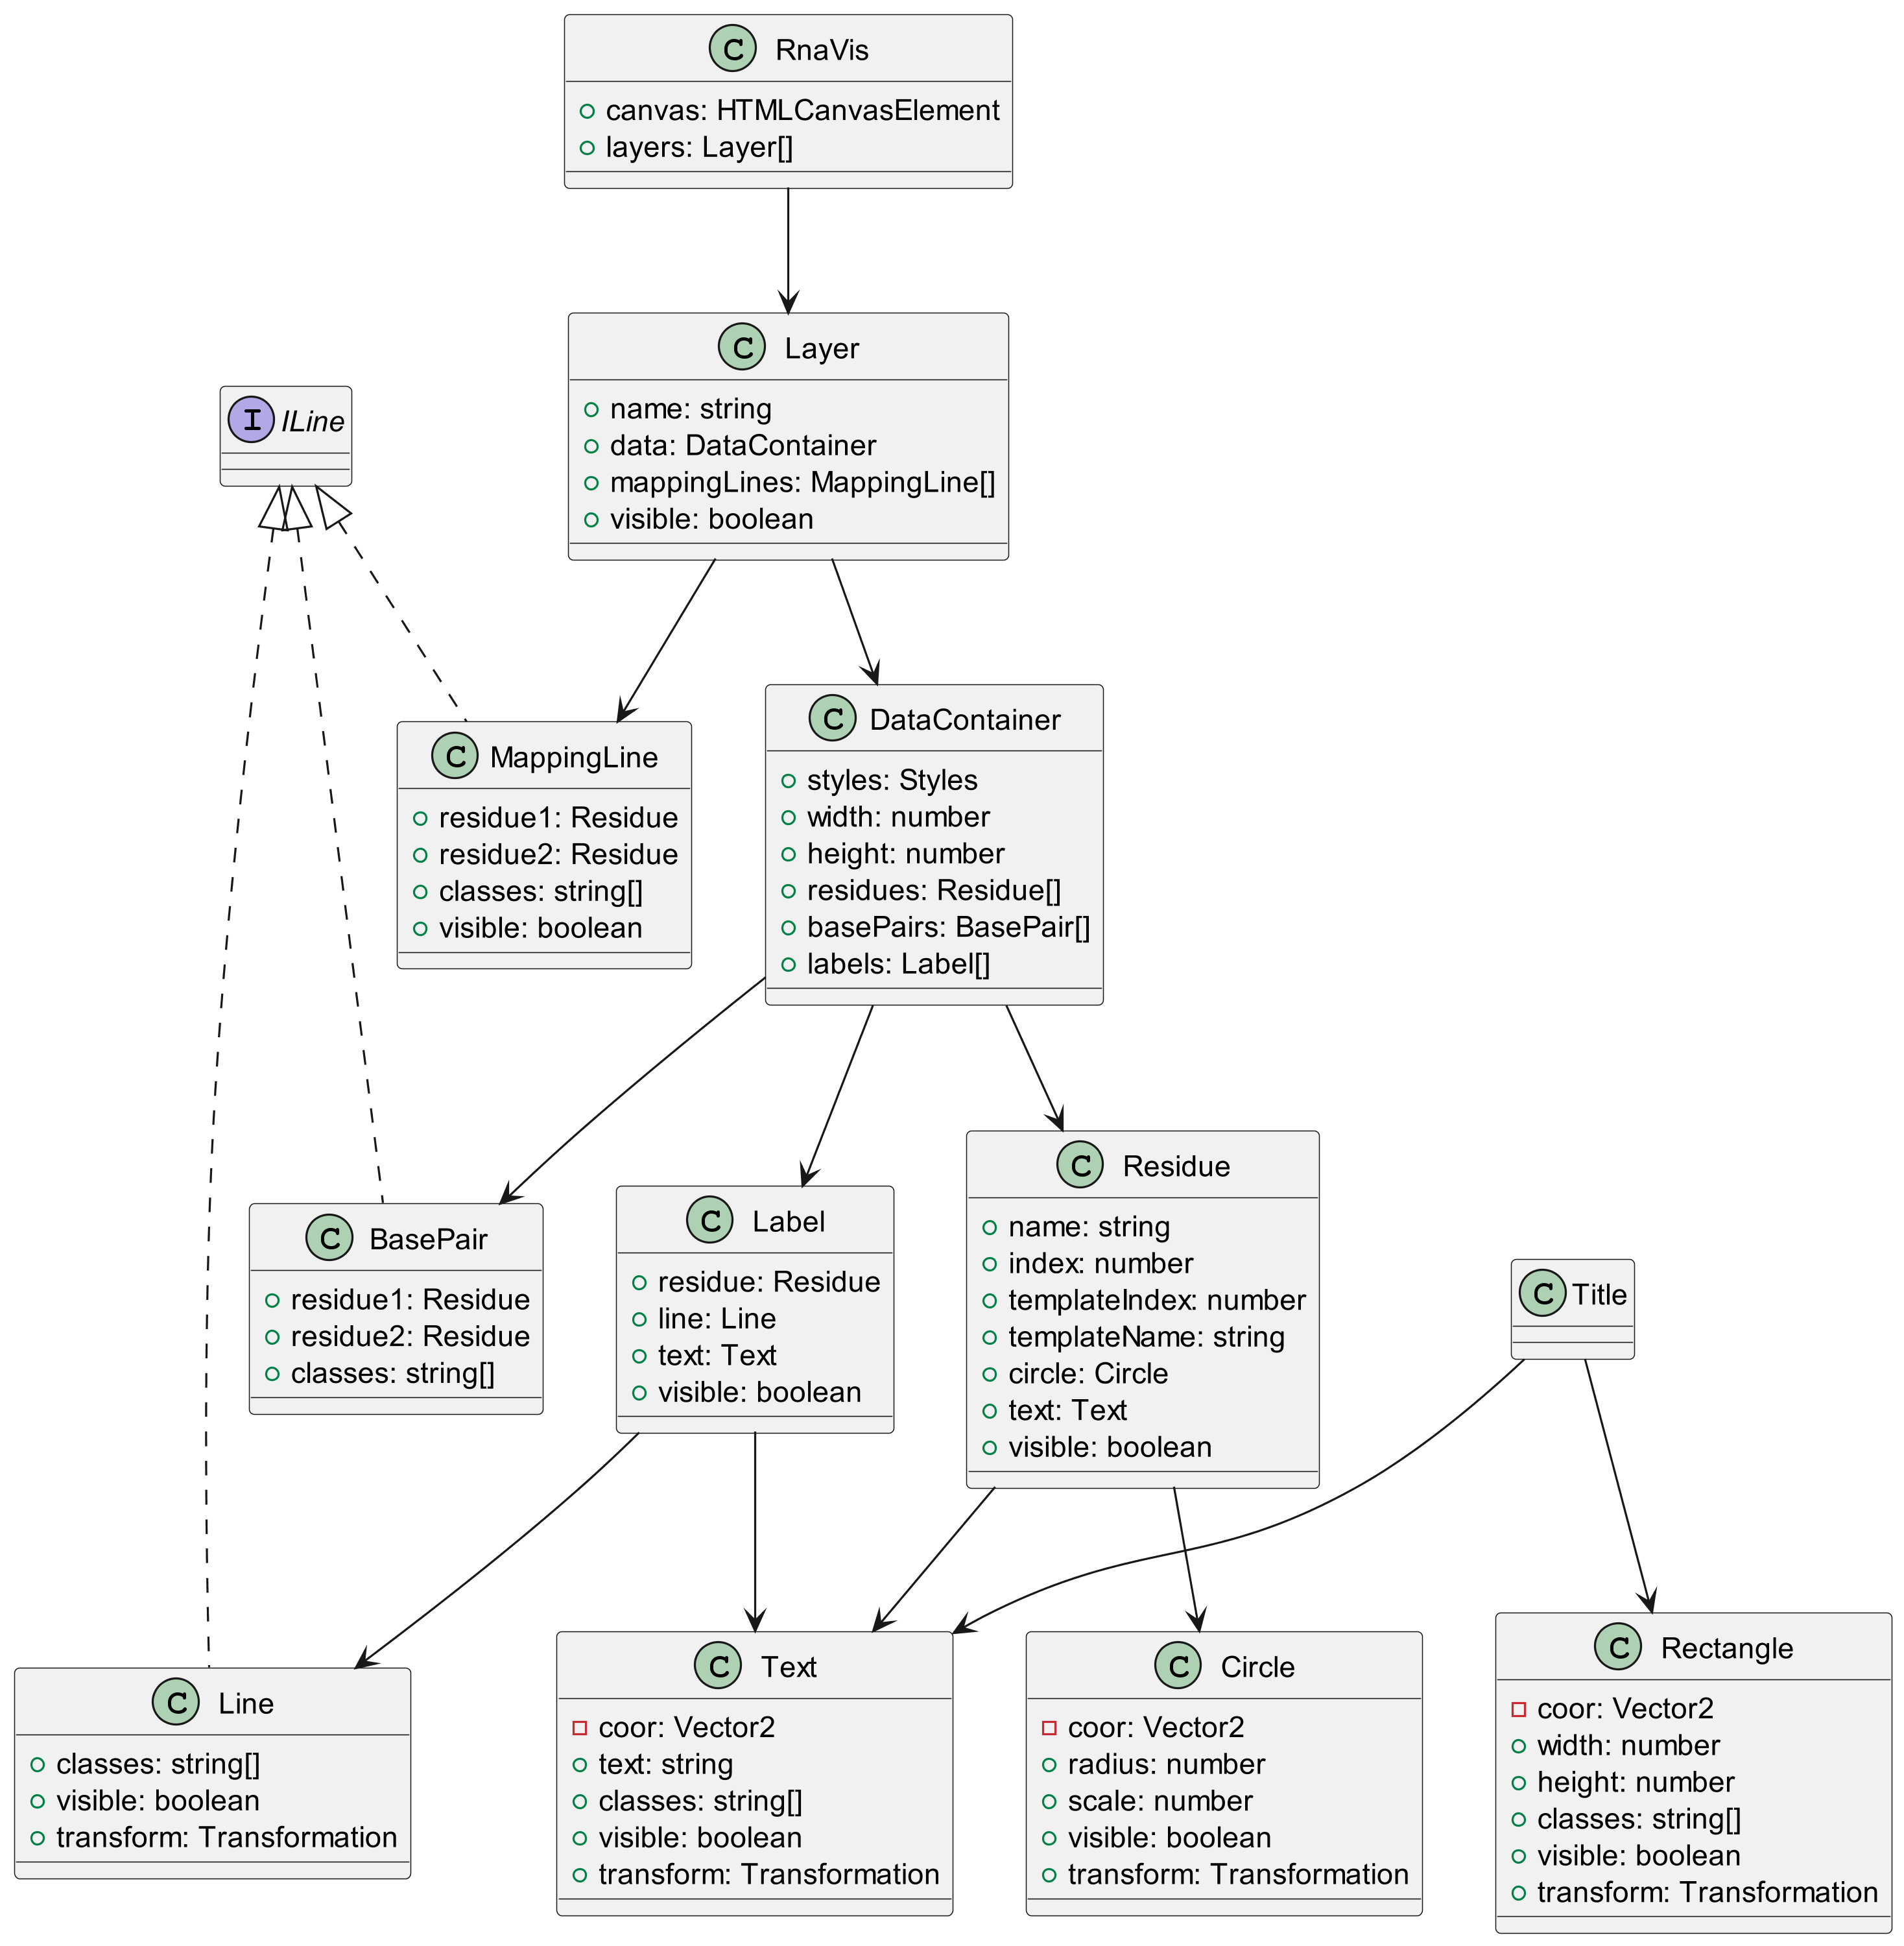 C RnaVis
canvas: HTMLCanvasElement
layers: Layer[]
C Layer
name: string
data: DataContainer
mappingLines: MappingLine[]
visible: boolean
I ILine
C MappingLine
residue1: Residue
residue2: Residue
classes: string[]
visible: boolean
C DataContainer
styles: Styles
width: number
height: number
residues: Residue[]
basePairs: BasePair[]
labels: Label[]
C BasePair
residue1: Residue
residue2: Residue
classes: string[]
C Label
residue: Residue
line: Line
text: Text
visible: boolean
C Residue
name: string
index: number
templateIndex: number
templateName: string
circle: Circle
text: Text
visible: boolean
C Title
C Line
classes: string[]
visible: boolean
transform: Transformation
C Text
coor: Vector2
text: string
classes: string[]
visible: boolean
transform: Transformation
C Circle
coor: Vector2
radius: number
scale: number
visible: boolean
transform: Transformation
C Rectangle
coor: Vector2
width: number
height: number
classes: string[]
visible: boolean
transform: Transformation